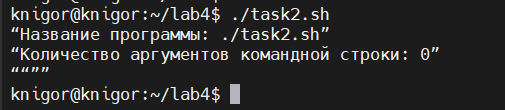 knigor@knigor:~/lab4$ ./task2.sh
“Название программы: ./task2.sh”
“Количество аргументов командной строки: 0”
““””
knigor@knigor:~/lab4$